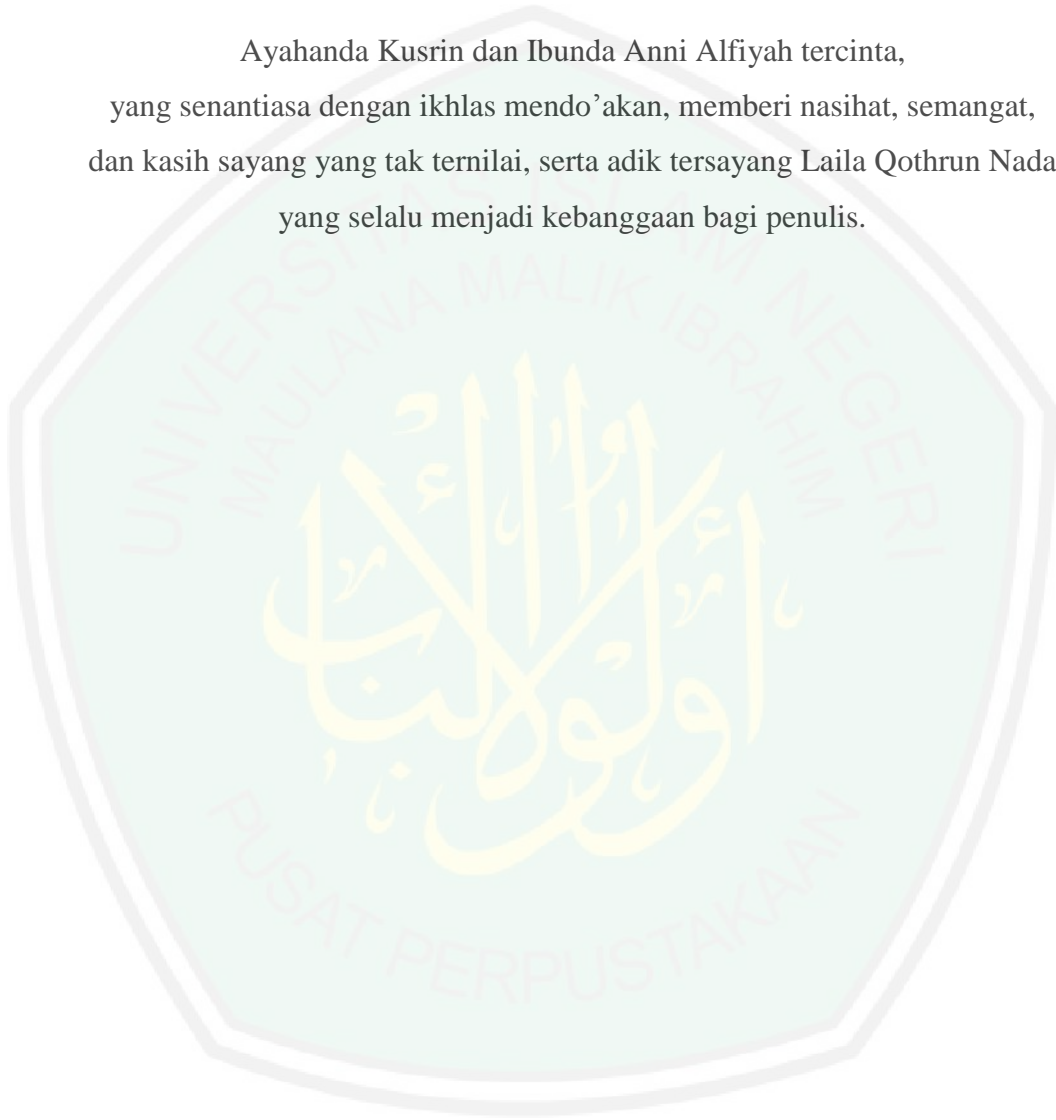 Ayahanda Kusrin dan Ibunda Anni Alfiyah tercinta,
yang senantiasa dengan ikhlas mendo’akan, memberi nasihat, semangat,
dan kasih sayang yang tak ternilai, serta adik tersayang Laila Qothrun Nada
yang selalu menjadi kebanggaan bagi penulis.
UNIVERSITAS ISLAM NEGERI
MAULANA MALIK IBRAHIM
أولوا الألباب
PUSAT PERPUSTAKAAN